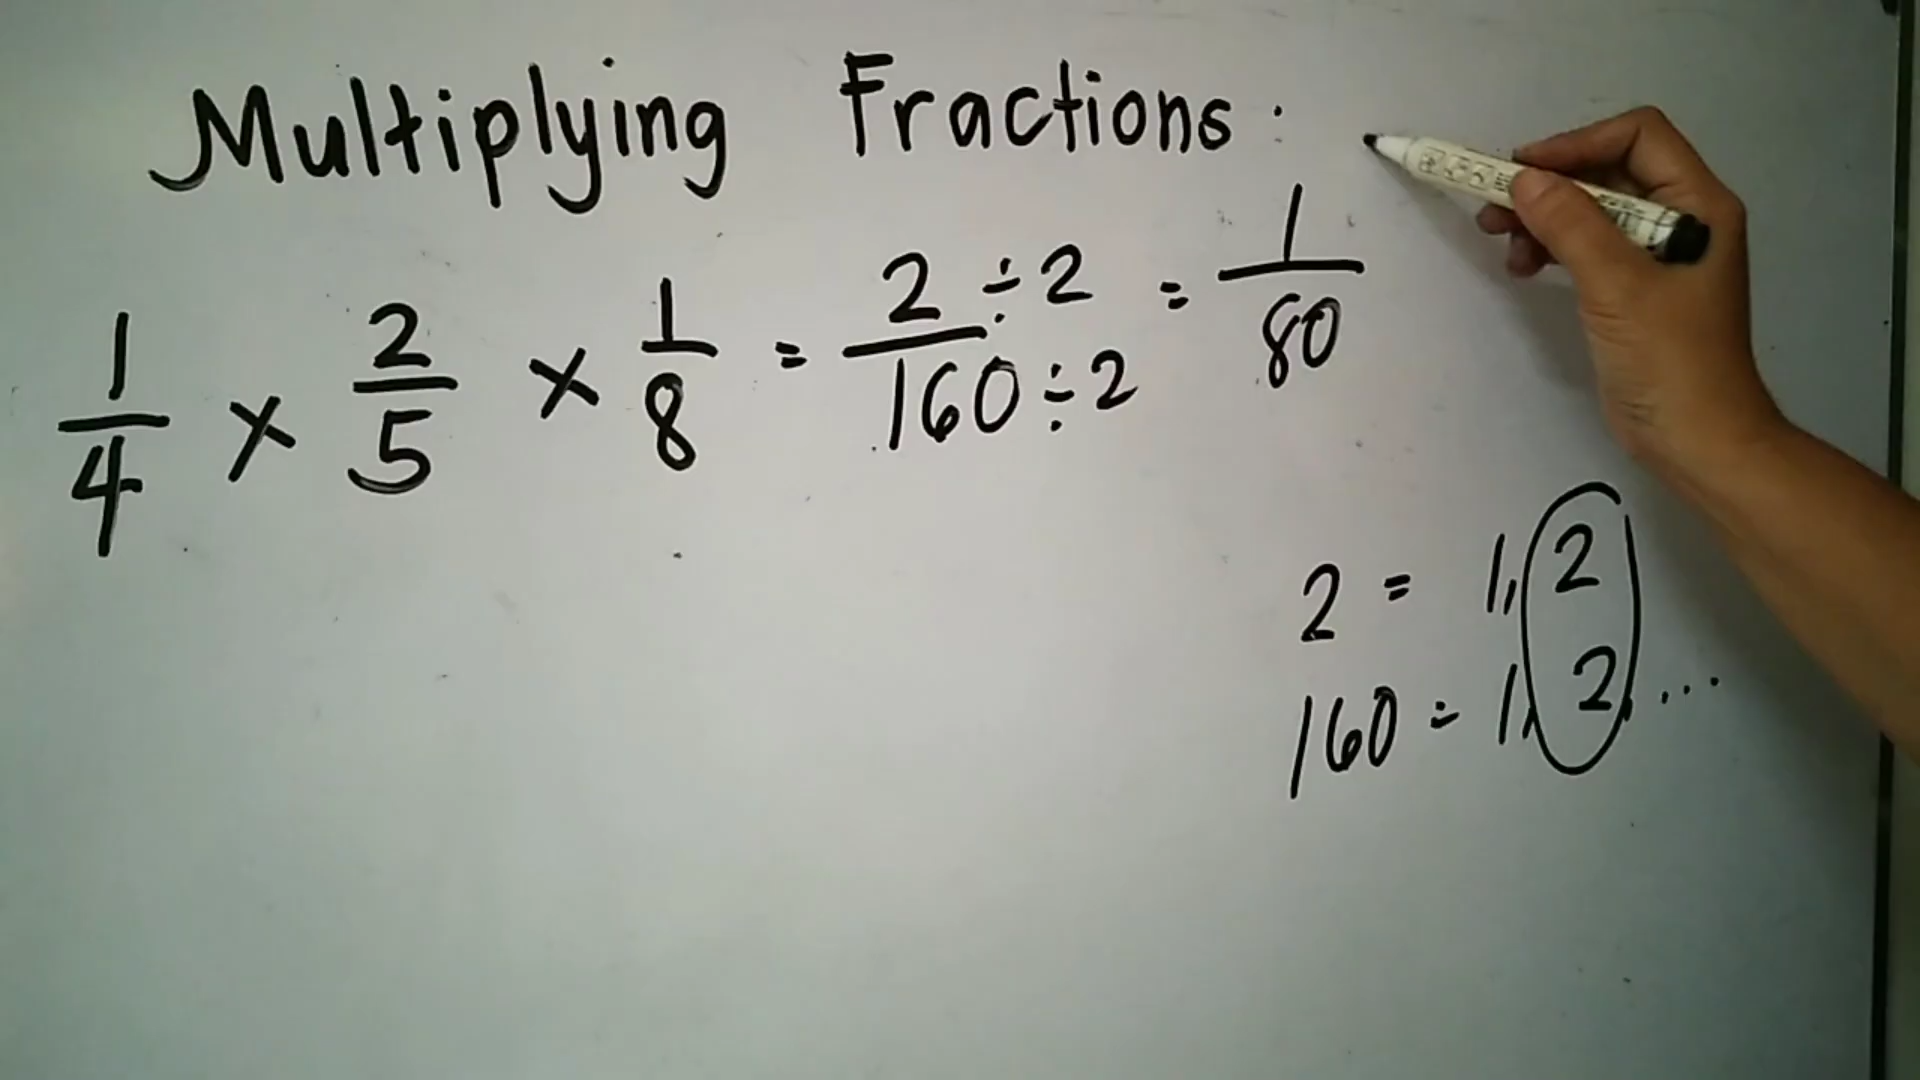 Multiplying Fractions:
1/4 × 2/5 × 1/8 = 2÷2/160÷2 = 1/80
2 = 1, 2
160 = 1, 2, ...